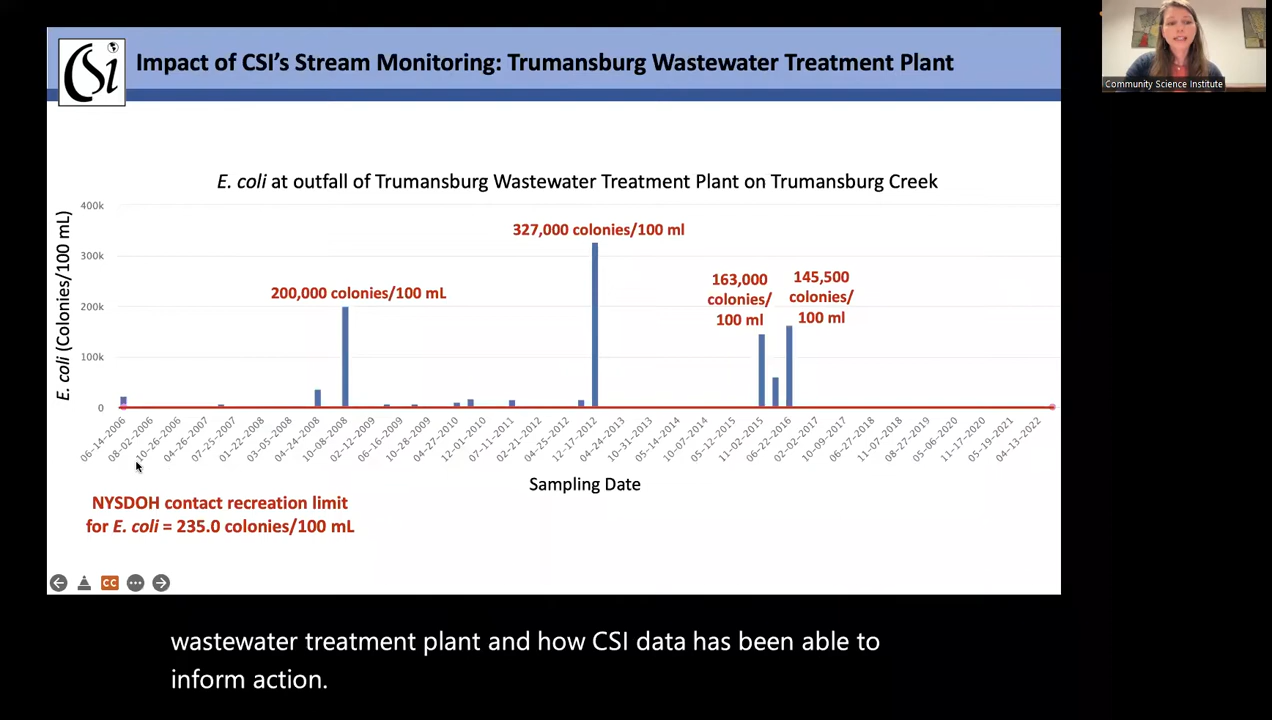 CSi
Impact of CSI's Stream Monitoring: Trumansburg Wastewater Treatment Plant
Community Science Institute
E. coli at outfall of Trumansburg Wastewater Treatment Plant on Trumansburg Creek
E. coli (Colonies/100 mL)
400k
300k
200k
100k
0
327,000 colonies/100 ml
200,000 colonies/100 mL
163,000
colonies/
100 ml
145,500
colonies/
100 ml
06-14-2006
08-02-2006
10-26-2006
04-26-2007
07-25-2007
01-22-2008
03-05-2008
04-24-2008
10-08-2008
02-12-2009
06-16-2009
10-28-2009
04-27-2010
12-01-2010
07-11-2011
02-21-2012
04-25-2012
12-17-2012
04-24-2013
10-31-2013
05-14-2014
10-07-2014
05-12-2015
11-02-2015
06-22-2016
02-02-2017
10-09-2017
06-27-2018
11-07-2018
08-27-2019
05-06-2020
11-17-2020
05-19-2021
04-13-2022
Sampling Date
NYSDOH contact recreation limit
for E. coli = 235.0 colonies/100 mL
CC
wastewater treatment plant and how CSI data has been able to
inform action.